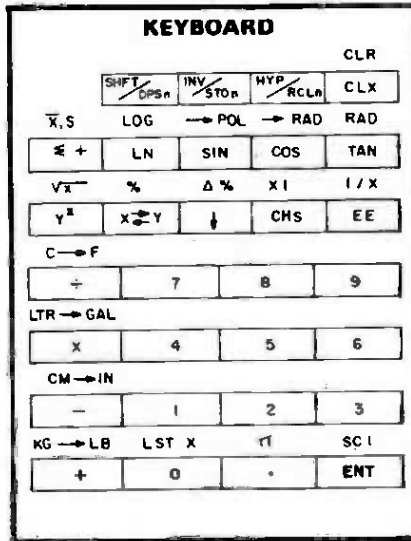 KEYBOARD
CLR
SHFT/DPSn INV/STOn HYP/RCLn CLX
X̅,S LOG →POL →RAD RAD
Σ + LN SIN COS TAN
√x % Δ % X! 1/X
Yˣ X⇄Y ↓ CHS EE
C→F
÷ 7 8 9
LTR→GAL
x 4 5 6
CM→IN
− 1 2 3
KG→LB LST X π SCI
+ 0 . ENT